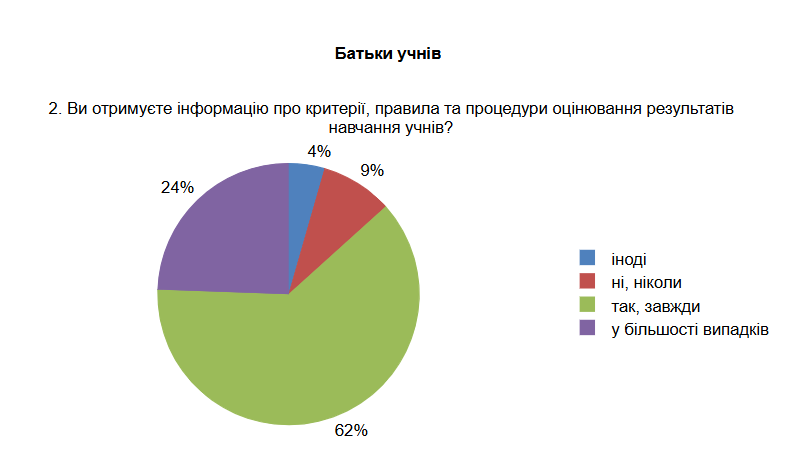 Батьки учнів
2. Ви отримуєте інформацію про критерії, правила та процедури оцінювання результатів
навчання учнів?
4%
9%
24%
62%
іноді
ні, ніколи
так, завжди
у більшості випадків